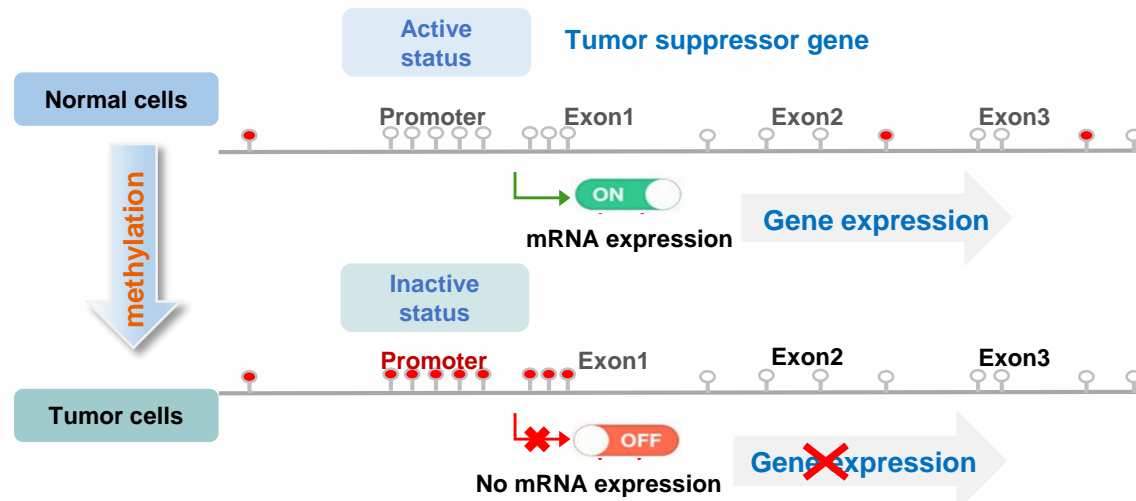 Active
status
Tumor suppressor gene
Normal cells
Promoter
Exon1
Exon2
Exon3
methylation
ON
mRNA expression
Gene expression
Inactive
status
Promoter
Exon1
Exon2
Exon3
Tumor cells
OFF
No mRNA expression
Gene expression